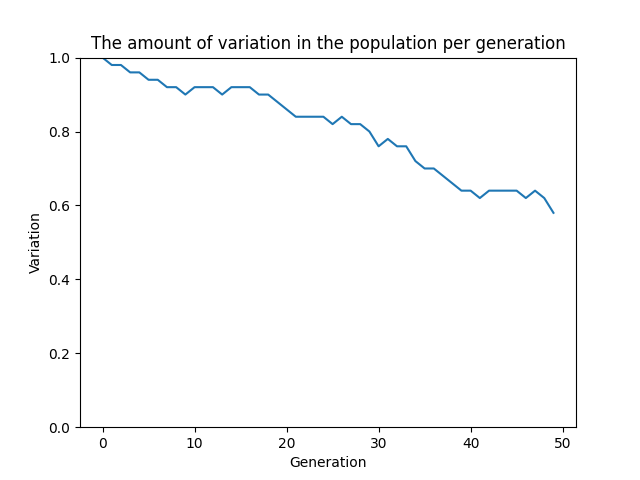 The amount of variation in the population per generation
1.0
0.8
0.6
0.4
0.2
0.0
Variation
0 10 20 30 40 50
Generation